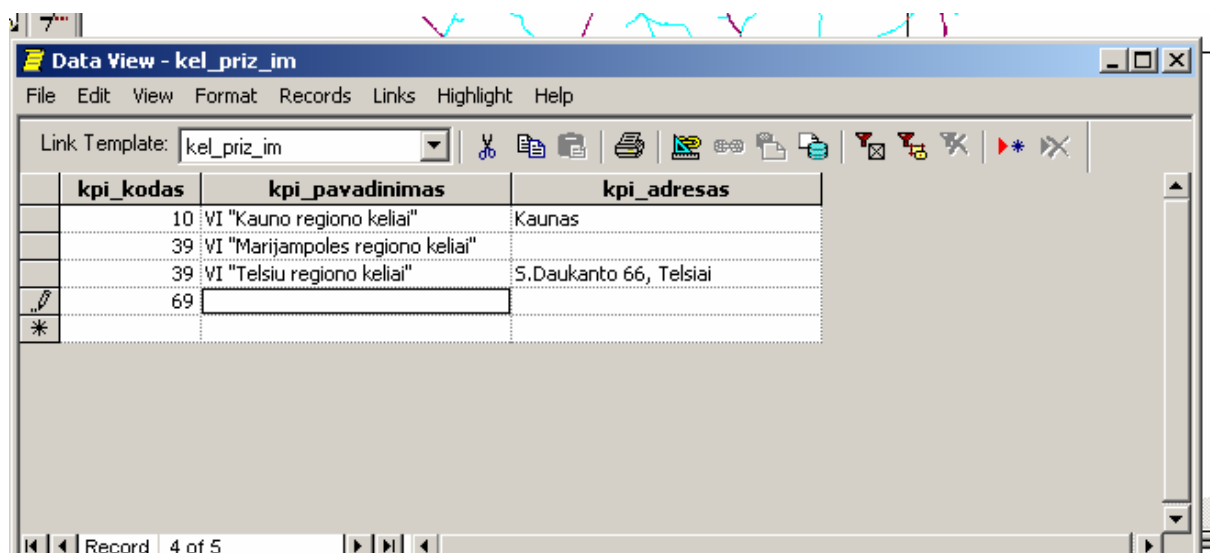 Data View - kel_priz_im
File Edit View Format Records Links Highlight Help
Link Template: kel_priz_im
kpi_kodas kpi_pavadinimas kpi_adresas
10 VI "Kauno regiono keliai" Kaunas
39 VI "Marijampoles regiono keliai"
39 VI "Telsiu regiono keliai" S.Daukanto 66, Telsiai
69
Record 4 of 5